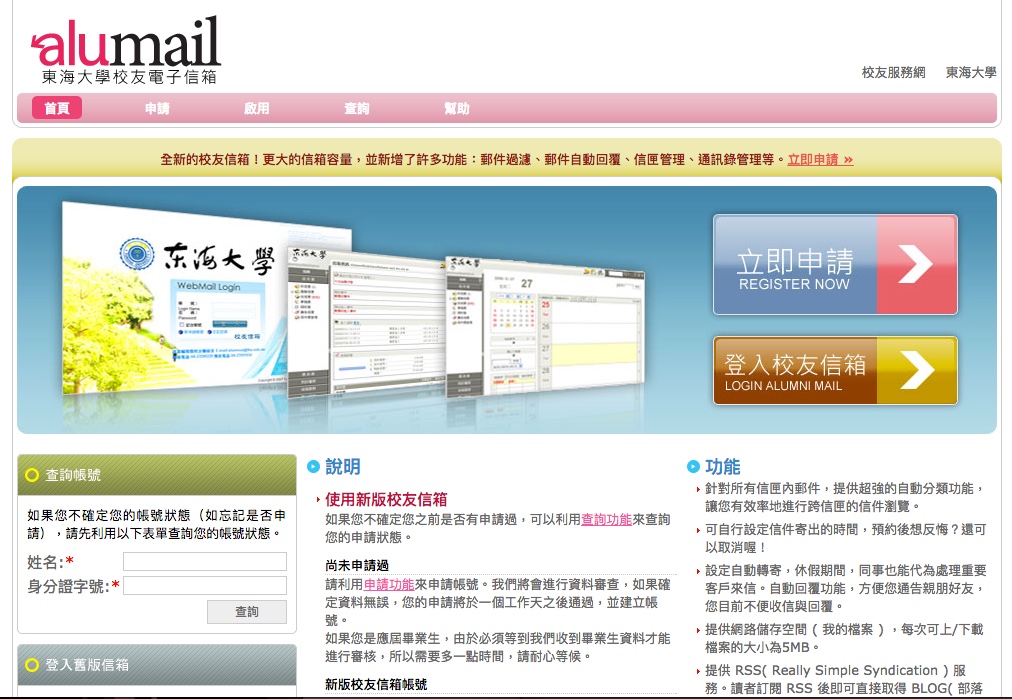 alumail
東海大學校友電子信箱
校友服務網 東海大學
首頁 申請 啟用 查詢 幫助
全新的校友信箱！更大的信箱容量，並新增了許多功能：郵件過濾、郵件自動回覆、信匣管理、通訊錄管理等。立即申請 »
东海大學
WebMail Login
校友信箱
27
立即申請
REGISTER NOW
登入校友信箱
LOGIN ALUMNI MAIL
查詢帳號
如果您不確定您的帳號狀態（如忘記是否申
請），請先利用以下表單查詢您的帳號狀態。
姓名:*
身分證字號:*
查詢
登入舊版信箱
說明
使用新版校友信箱
如果您不確定您之前是否有申請過，可以利用查詢功能來查詢
您的申請狀態。
尚未申請過
請利用申請功能來申請帳號。我們將會進行資料審查，如果確
定資料無誤，您的申請將於一個工作天之後通過，並建立帳
號。
如果您是應屆畢業生，由於必須等到我們收到畢業生資料才能
進行審核，所以需要多一點時間，請耐心等候。
新版校友信箱帳號
功能
針對所有信匣內郵件，提供超強的自動分類功能，
讓您有效率地進行跨信匣的信件瀏覽。
可自行設定信件寄出的時間，預約後想反悔？還可
以取消喔！
設定自動轉寄，休假期間，同事也能代為處理重要
客戶來信。自動回覆功能，方便您通告親朋好友，
您目前不便收信與回覆。
提供網路儲存空間 ( 我的檔案 ) ，每次可上/下載
檔案的大小為5MB。
提供 RSS( Really Simple Syndication ) 服
務。讀者訂閱 RSS 後即可直接取得 BLOG( 部落